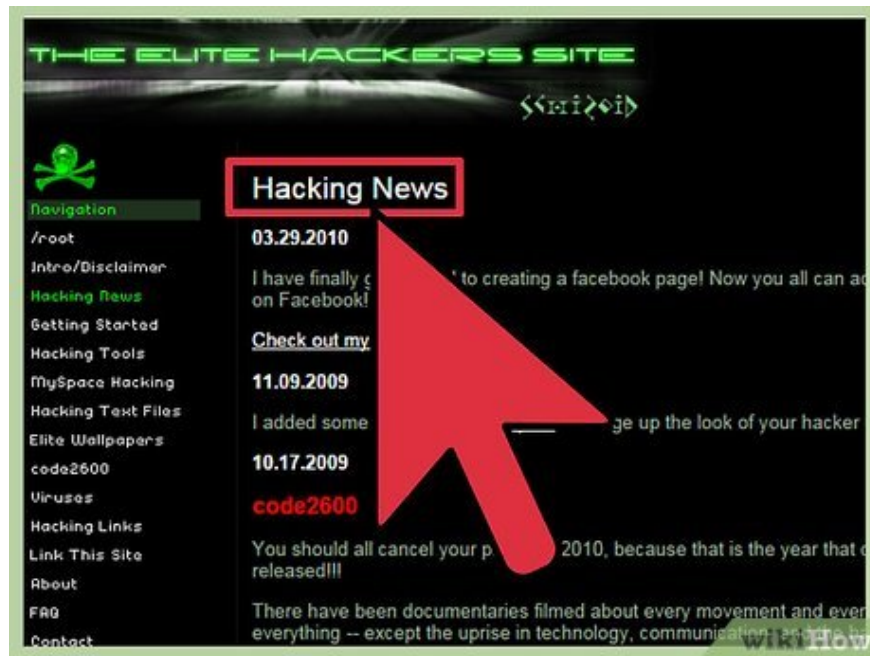 THE ELITE HACKERS SITE
Navigation
/root
Intro/Disclaimer
Hacking News
Getting Started
Hacking Tools
MySpace Hacking
Hacking Text Files
Elite Wallpapers
code2600
Viruses
Hacking Links
Link This Site
About
FAQ
Contact
Hacking News
03.29.2010
I have finally to creating a facebook page! Now you all can
on Facebook!
Check out my
11.09.2009
I added some up the look of your hacker
10.17.2009
code2600
You should all cancel your 2010, because that is the year that
released!!!
There have been documentaries filmed about every movement and
everything -- except the uprise in technology,
wikiHow